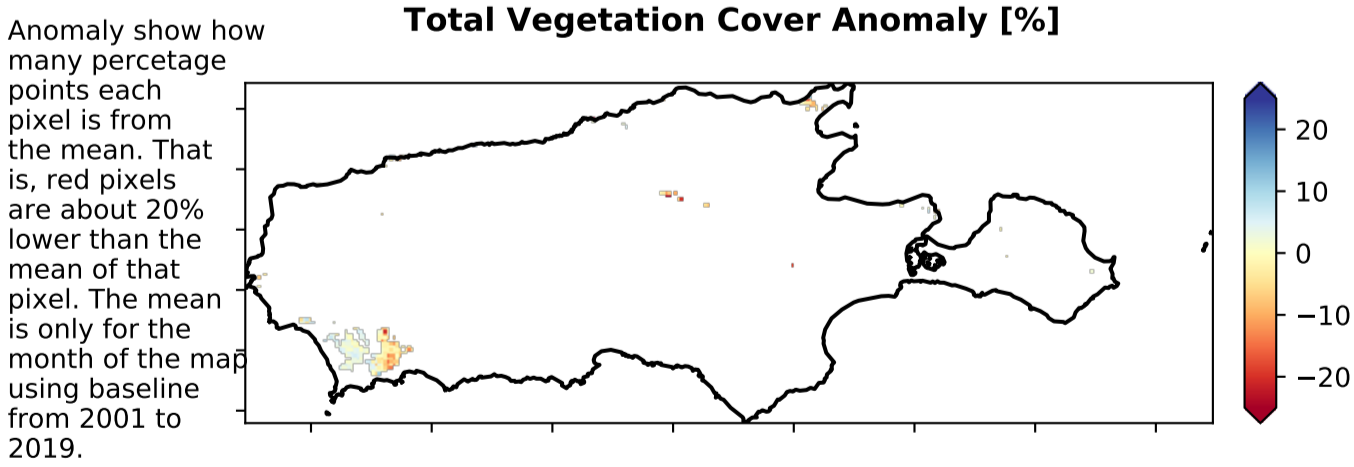 Total Vegetation Cover Anomaly [%]
Anomaly show how
many percetage
points each
pixel is from
the mean. That
is, red pixels
are about 20%
lower than the
mean of that
pixel. The mean
is only for the
month of the map
using baseline
from 2001 to
2019.
20
10
0
−10
−20